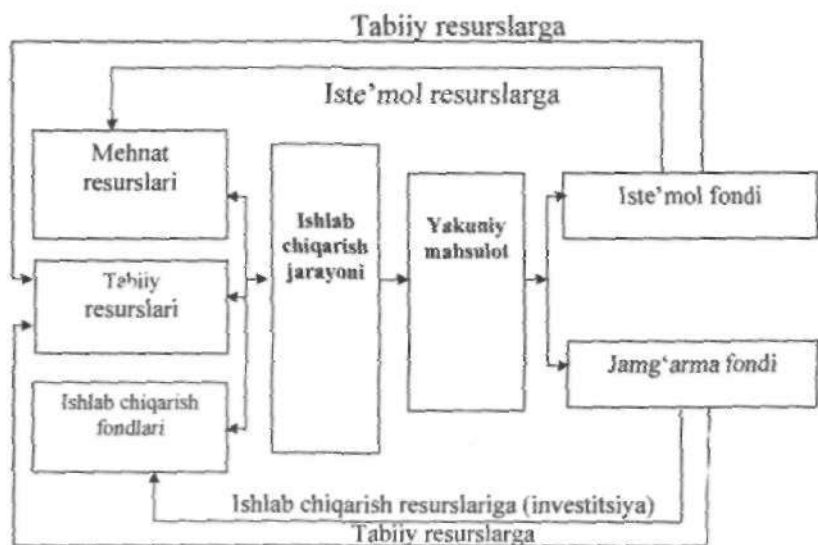 Tabiiy resurslarga
Iste’mol resurslarga
Mehnat
resurslari
Tabiiy
resurslari
Ishlab chiqarish
fondlari
Ishlab
chiqarish
jarayoni
Yakuniy
mahsulot
Iste’mol fondi
Jamg‘arma fondi
Ishlab chiqarish resurslariga (investitsiya)
Tabiiy resurslarga